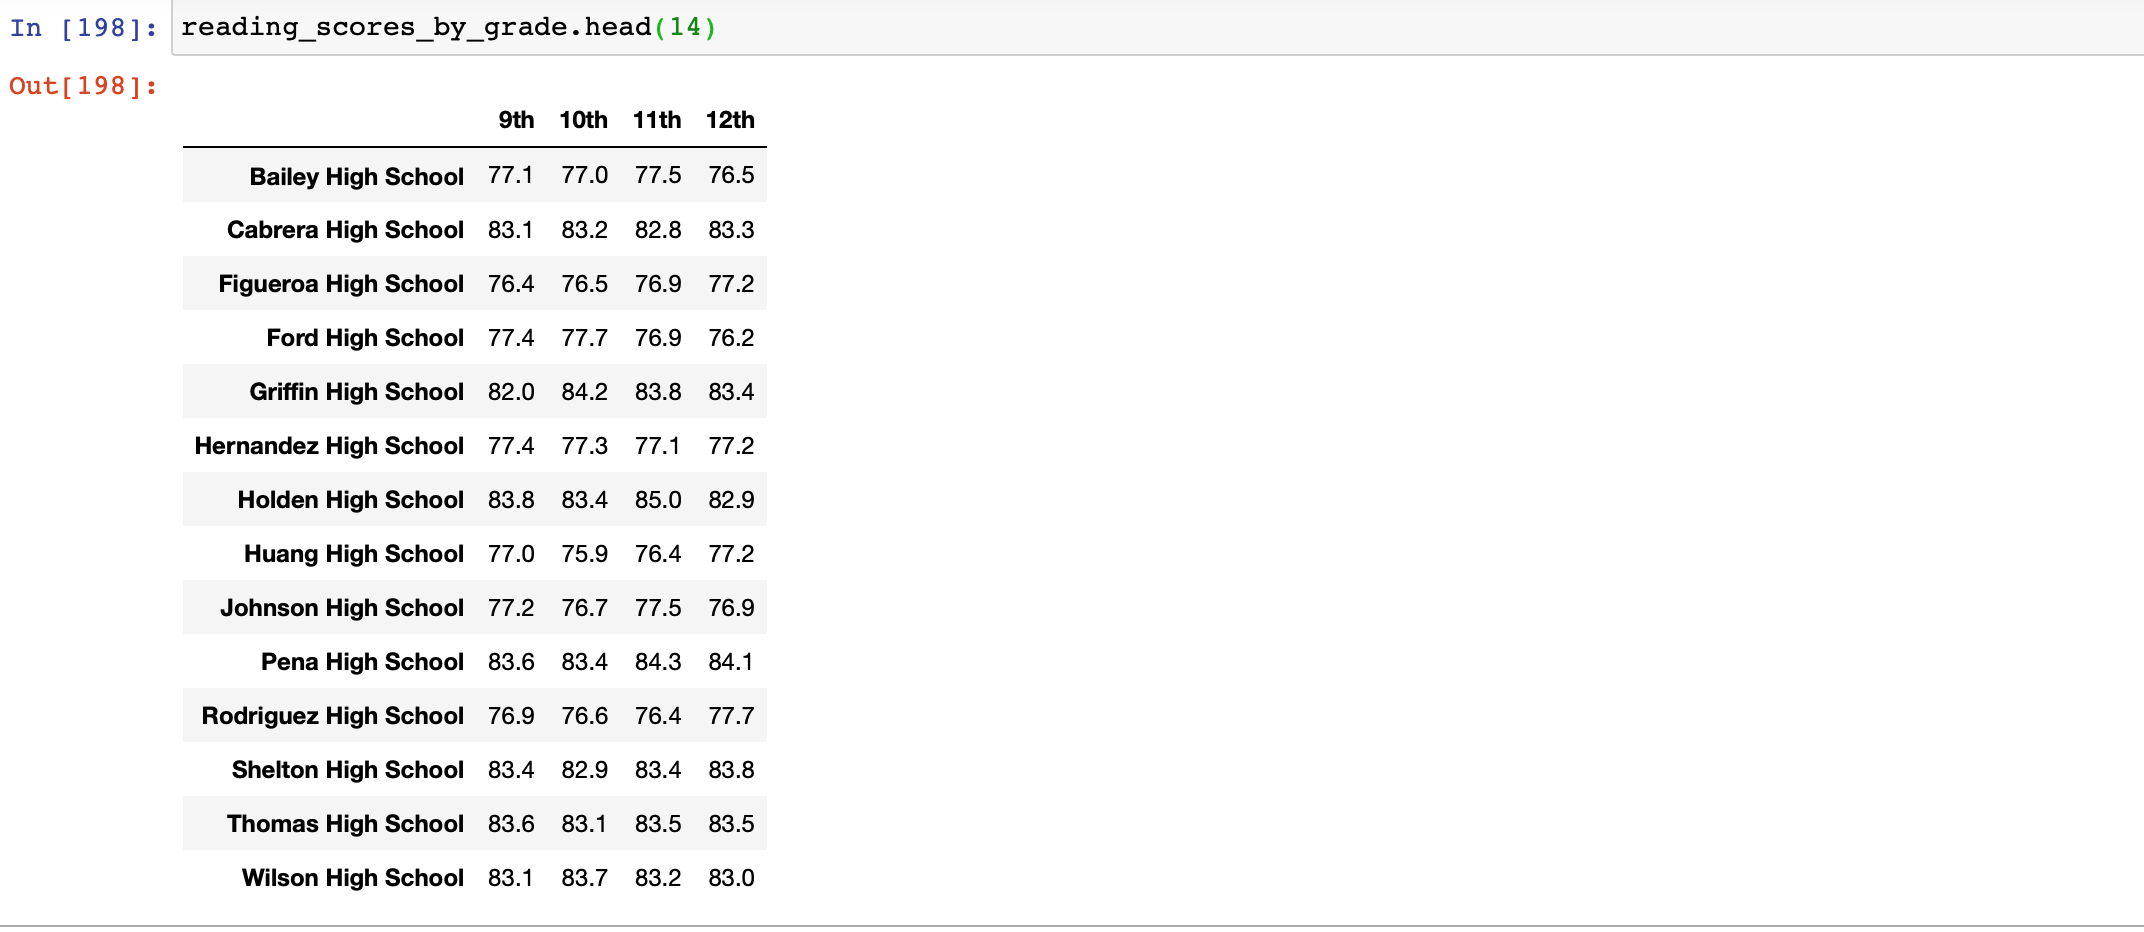 In [198]: reading_scores_by_grade.head(14)
Out[198]:
9th 10th 11th 12th
Bailey High School 77.1 77.0 77.5 76.5
Cabrera High School 83.1 83.2 82.8 83.3
Figueroa High School 76.4 76.5 76.9 77.2
Ford High School 77.4 77.7 76.9 76.2
Griffin High School 82.0 84.2 83.8 83.4
Hernandez High School 77.4 77.3 77.1 77.2
Holden High School 83.8 83.4 85.0 82.9
Huang High School 77.0 75.9 76.4 77.2
Johnson High School 77.2 76.7 77.5 76.9
Pena High School 83.6 83.4 84.3 84.1
Rodriguez High School 76.9 76.6 76.4 77.7
Shelton High School 83.4 82.9 83.4 83.8
Thomas High School 83.6 83.1 83.5 83.5
Wilson High School 83.1 83.7 83.2 83.0